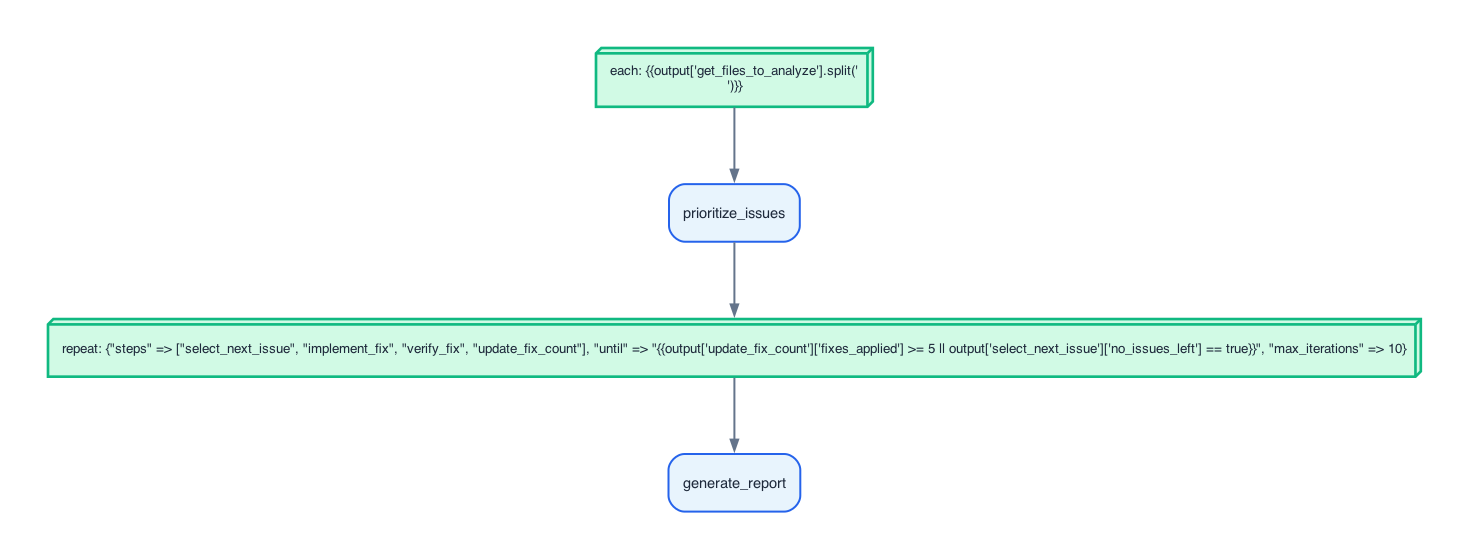 each: {{output['get_files_to_analyze'].split('
')}}
prioritize_issues
repeat: {"steps" => ["select_next_issue", "implement_fix", "verify_fix", "update_fix_count"], "until" => "{{output['update_fix_count']['fixes_applied'] >= 5 || output['select_next_issue']['no_issues_left'] == true}}", "max_iterations" => 10}
generate_report